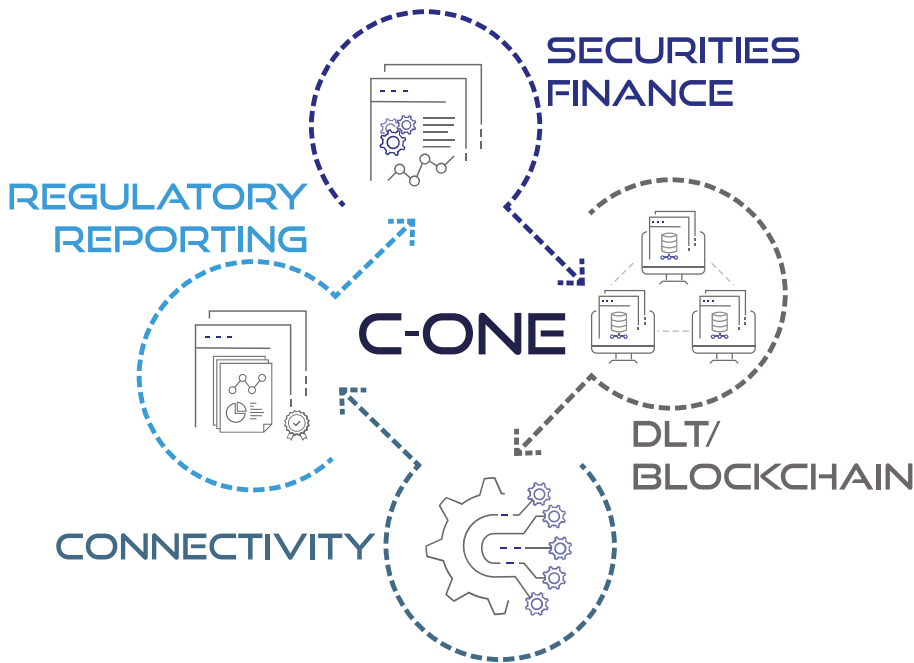 SECURITIES
FINANCE
REGULATORY
REPORTING
C-ONE
DLT/
BLOCKCHAIN
CONNECTIVITY